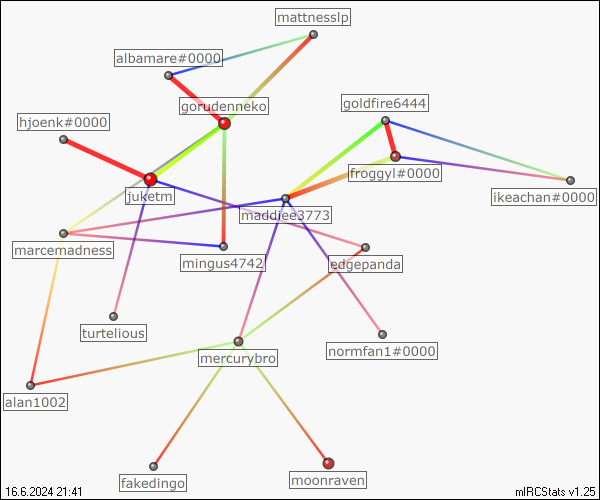 mattnesslp
albamare#0000
gorudenneko
goldfire6444
hjoenk#0000
froggyl#0000
juketm
ikeachan#0000
maddiee3773
marcemadness
mingus4742
edgepanda
turtelious
normfan1#0000
mercurybro
alan1002
fakedingo
moonraven
16.6.2024 21:41
mIRCStats v1.25